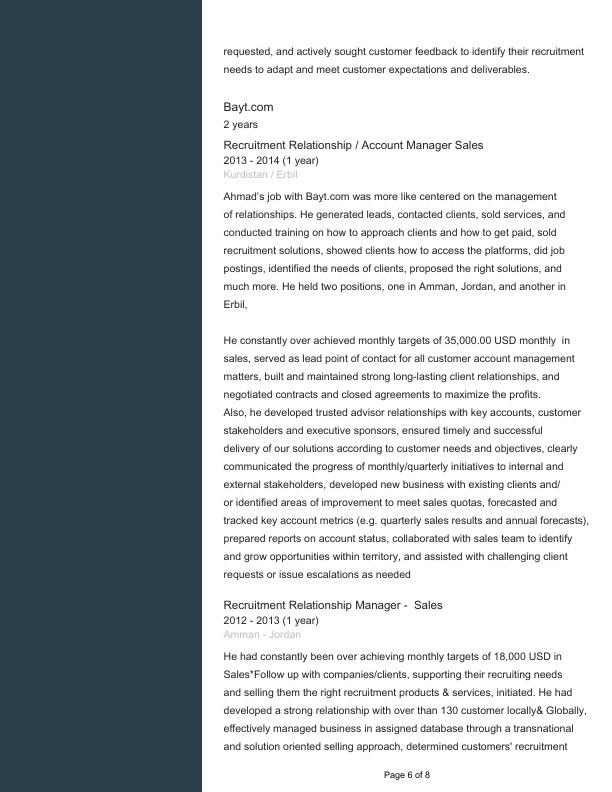 requested, and actively sought customer feedback to identify their recruitment
needs to adapt and meet customer expectations and deliverables.
Bayt.com
2 years
Recruitment Relationship / Account Manager Sales
2013 - 2014 (1 year)
Kurdistan / Erbil
Ahmad's job with Bayt.com was more like centered on the management
of relationships. He generated leads, contacted clients, sold services, and
conducted training on how to approach clients and how to get paid, sold
recruitment solutions, showed clients how to access the platforms, did job
postings, identified the needs of clients, proposed the right solutions, and
much more. He held two positions, one in Amman, Jordan, and another in
Erbil,
He constantly over achieved monthly targets of 35,000.00 USD monthly  in
sales, served as lead point of contact for all customer account management
matters, built and maintained strong long-lasting client relationships, and
negotiated contracts and closed agreements to maximize the profits.
Also, he developed trusted advisor relationships with key accounts, customer
stakeholders and executive sponsors, ensured timely and successful
delivery of our solutions according to customer needs and objectives, clearly
communicated the progress of monthly/quarterly initiatives to internal and
external stakeholders, developed new business with existing clients and/
or identified areas of improvement to meet sales quotas, forecasted and
tracked key account metrics (e.g. quarterly sales results and annual forecasts),
prepared reports on account status, collaborated with sales team to identify
and grow opportunities within territory, and assisted with challenging client
requests or issue escalations as needed
Recruitment Relationship Manager -  Sales
2012 - 2013 (1 year)
Amman - Jordan
He had constantly been over achieving monthly targets of 18,000 USD in
Sales*Follow up with companies/clients, supporting their recruiting needs
and selling them the right recruitment products & services, initiated. He had
developed a strong relationship with over than 130 customer locally& Globally,
effectively managed business in assigned database through a transnational
and solution oriented selling approach, determined customers' recruitment
Page 6 of 8